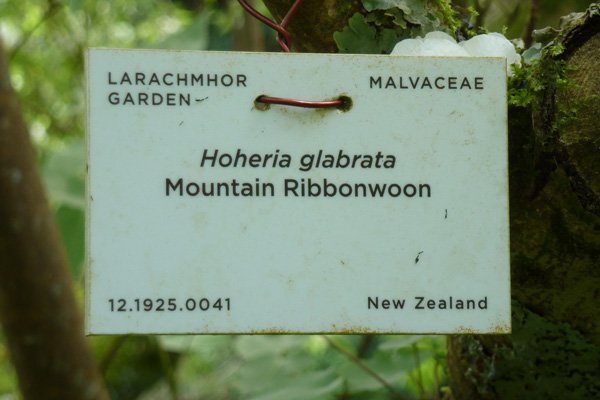 LARACHMHOR
GARDEN
MALVACEAE
Hoheria glabrata
Mountain Ribbonwoon
12.1925.0041
New Zealand